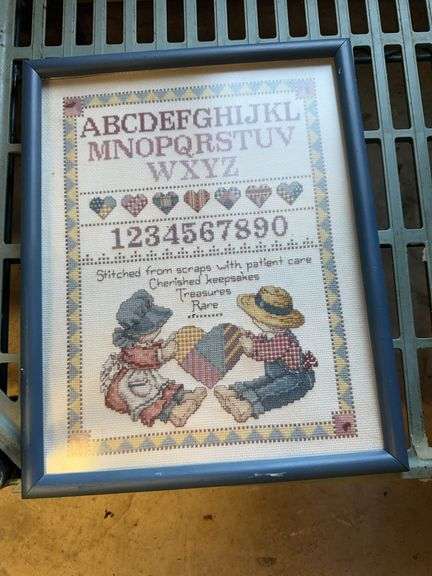 ABCDEFGHIJKL
MNOPQRSTUV
WXYZ
1234567890
Stitched from scraps with patient care
Cherished keepsakes
Treasures
Rare